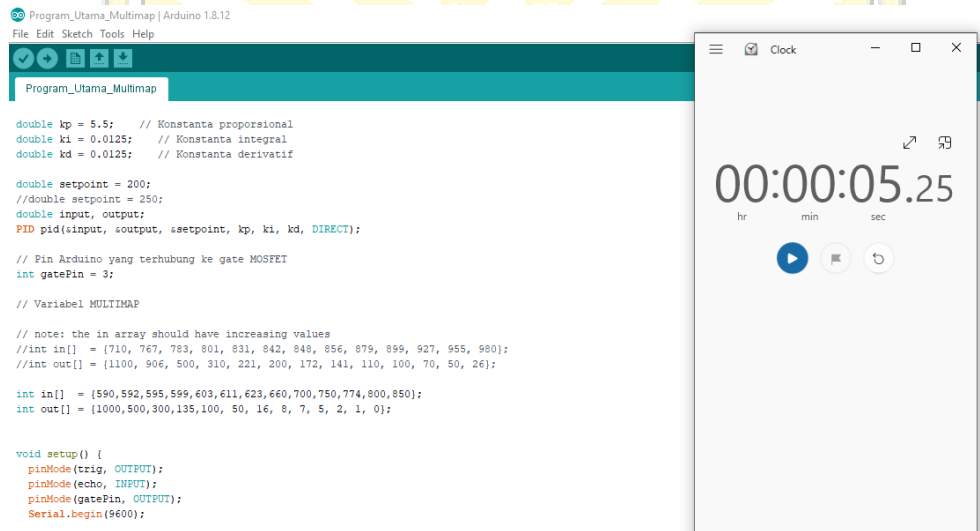 Program_Utama_Multimap | Arduino 1.8.12
File Edit Sketch Tools Help
Program_Utama_Multimap
double kp = 5.5;    // Konstanta proporsional
double ki = 0.0125;    // Konstanta integral
double kd = 0.0125;    // Konstanta derivatif
double setpoint = 200;
//double setpoint = 250;
double input, output;
PID pid(&input, &output, &setpoint, kp, ki, kd, DIRECT);
// Pin Arduino yang terhubung ke gate MOSFET
int gatePin = 3;
// Variabel MULTIMAP
// note: the in array should have increasing values
//int in[]  = {710, 767, 783, 801, 831, 842, 848, 856, 879, 899, 927, 955, 980};
//int out[] = {1100, 906, 500, 310, 221, 200, 172, 141, 110, 100, 70, 50, 26};
int in[]  = {590,592,595,599,603,611,623,660,700,750,774,800,850};
int out[] = {1000,500,300,135,100, 50, 16, 8, 7, 5, 2, 1, 0};
void setup() {
pinMode(trig, OUTPUT);
pinMode(echo, INPUT);
pinMode(gatePin, OUTPUT);
Serial.begin(9600);
Clock
00:00:05.25
hr min sec